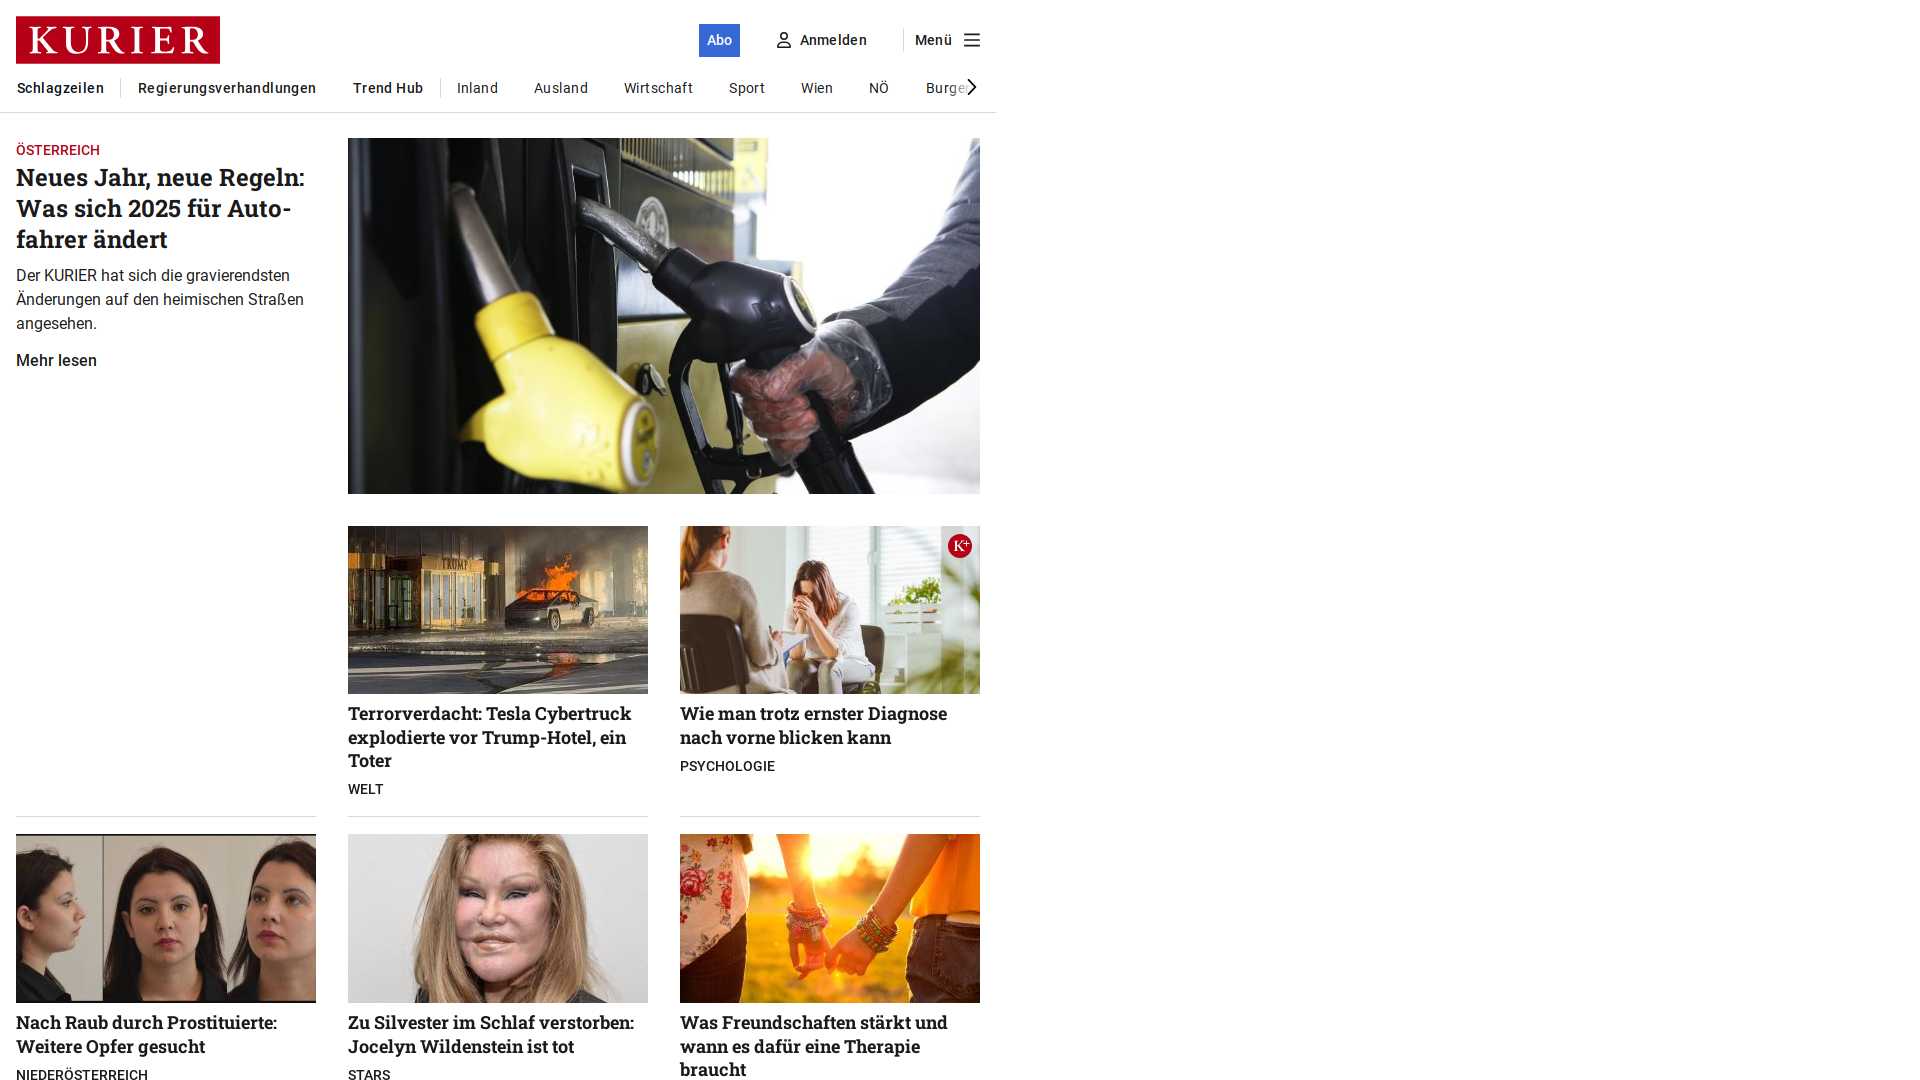 KURIER
Abo
Anmelden
Menü
Schlagzeilen
Regierungsverhandlungen
Trend Hub
Inland
Ausland
Wirtschaft
Sport
Wien
NÖ
ÖSTERREICH
Neues Jahr, neue Regeln:
Was sich 2025 für Auto-
fahrer ändert
Der KURIER hat sich die gravierendsten
Änderungen auf den heimischen Straßen
angesehen.
Mehr lesen
TRUMP
K+
Terrorverdacht: Tesla Cybertruck
explodierte vor Trump-Hotel, ein
Toter
WELT
Wie man trotz ernster Diagnose
nach vorne blicken kann
PSYCHOLOGIE
Nach Raub durch Prostituierte:
Weitere Opfer gesucht
NIEDERÖSTERREICH
Zu Silvester im Schlaf verstorben:
Jocelyn Wildenstein ist tot
STARS
Was Freundschaften stärkt und
wann es dafür eine Therapie
braucht